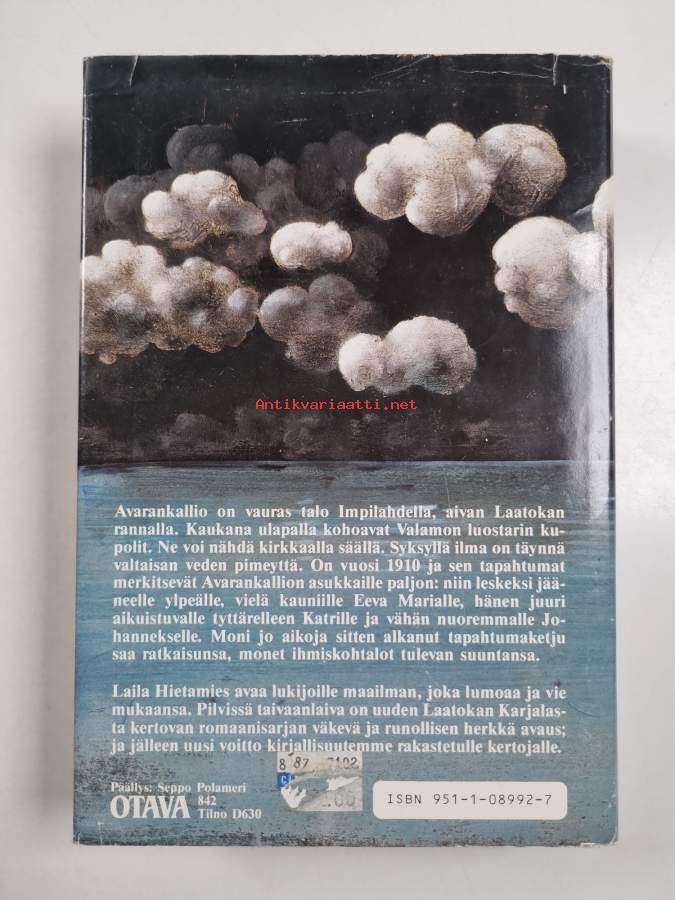 Antikvariaatti.net
Avarankallio on vauras talo Impilahdella, aivan Laatokan
rannalla. Kaukana ulapalla kohoavat Valamon luostarin ku-
polit. Ne voi nähdä kirkkaalla säällä. Syksyllä ilma on täynnä
valtaisan veden pimeyttä. On vuosi 1910 ja sen tapahtumat
merkitsevät Avarankallion asukkaille paljon: niin leskeksi jää-
neelle ylpeälle, vielä kauniille Eeva Marialle, hänen juuri
aikuistuvalle tyttärelleen Katrille ja vähän nuoremmalle Jo-
hannekselle. Moni jo aikoja sitten alkanut tapahtumaketju
saa ratkaisunsa, monet ihmiskohtalot tulevan suuntansa.
Laila Hietamies avaa lukijoille maailman, joka lumoaa ja vie
mukaansa. Pilvissä taivaanlaiva on uuden Laatokan Karjalas-
ta kertovan romaanisarjan väkevä ja runollisen herkkä avaus;
ja jälleen uusi voitto kirjallisuutemme rakastetulle kertojalle.
8 87
Päällys: Seppo Polameri
OTAVA 842
Tilno D630
ISBN 951-1-08992-7